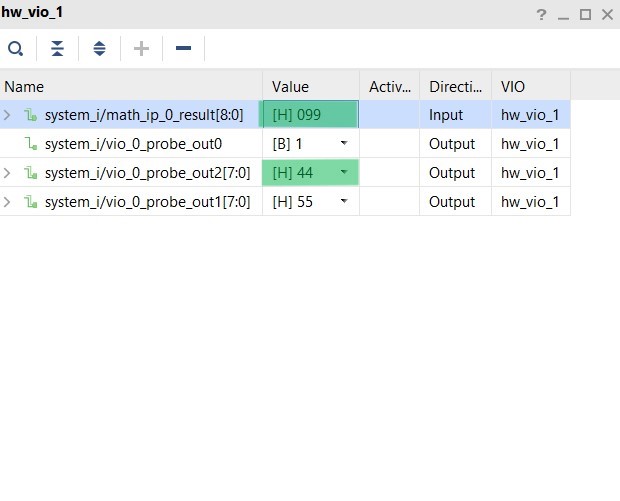 hw_vio_1
Name Value Activ... Directi... VIO
system_i/math_ip_0_result[8:0] [H] 099 Input hw_vio_1
system_i/vio_0_probe_out0 [B] 1 Output hw_vio_1
system_i/vio_0_probe_out2[7:0] [H] 44 Output hw_vio_1
system_i/vio_0_probe_out1[7:0] [H] 55 Output hw_vio_1